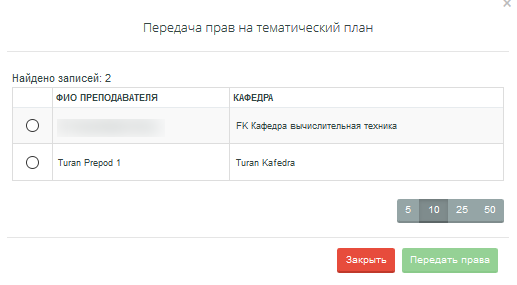 ×
Передача прав на тематический план
Найдено записей: 2
ФИО ПРЕПОДАВАТЕЛЯ КАФЕДРА
FK Кафедра вычислительная техника
Turan Prepod 1 Turan Kafedra
5 10 25 50
Закрыть Передать права